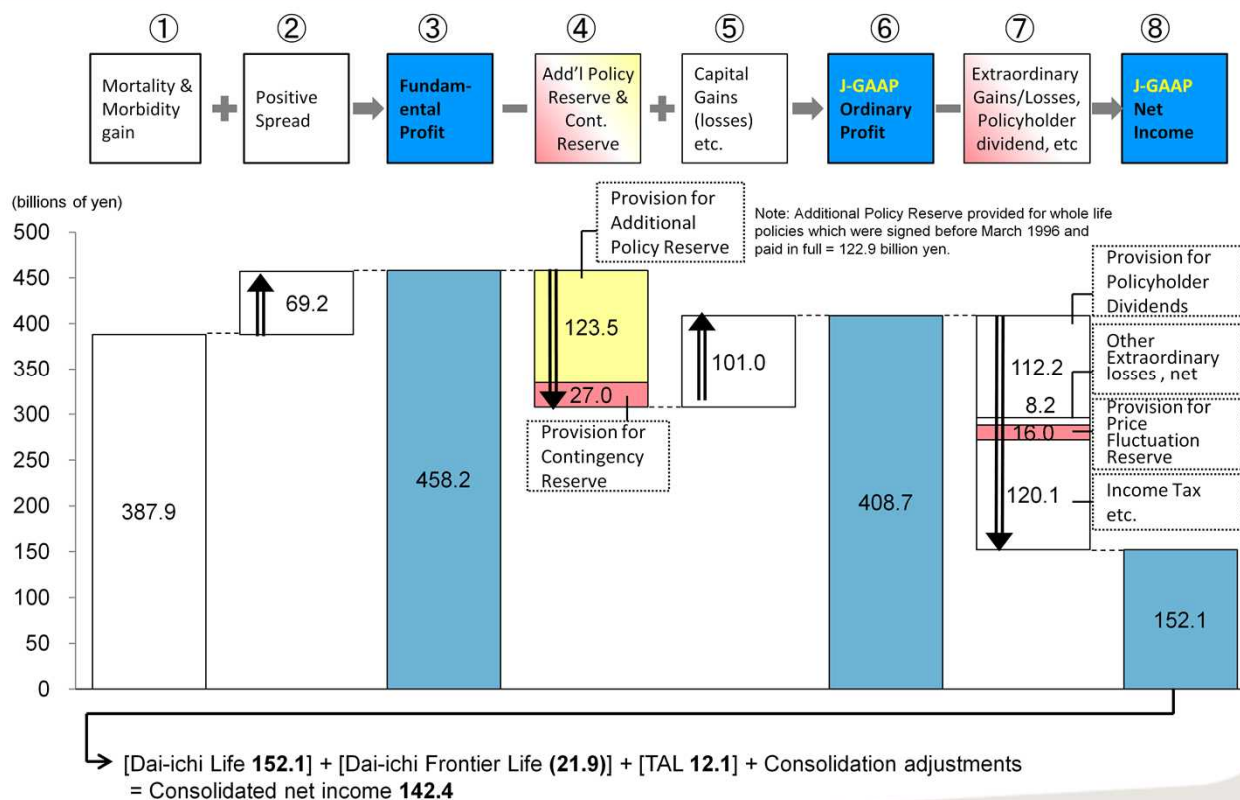 ① ② ③ ④ ⑤ ⑥ ⑦ ⑧
Mortality &
Morbidity
gain
Positive
Spread
Fundam-
ental
Profit
Add'l Policy
Reserve &
Cont.
Reserve
Capital
Gains
(losses)
etc.
J-GAAP
Ordinary
Profit
Extraordinary
Gains/Losses,
Policyholder
dividend, etc
J-GAAP
Net
Income
(billions of yen)
500
450
400
350
300
250
200
150
100
50
0
387.9
69.2
458.2
Provision for
Additional
Policy Reserve
123.5
27.0
Provision for
Contingency
Reserve
Note: Additional Policy Reserve provided for whole life
policies which were signed before March 1996 and
paid in full = 122.9 billion yen.
101.0
408.7
112.2
8.2
16.0
120.1
Provision for
Policyholder
Dividends
Other
Extraordinary
losses , net
Provision for
Price
Fluctuation
Reserve
Income Tax
etc.
152.1
[Dai-ichi Life 152.1] + [Dai-ichi Frontier Life (21.9)] + [TAL 12.1] + Consolidation adjustments
= Consolidated net income 142.4